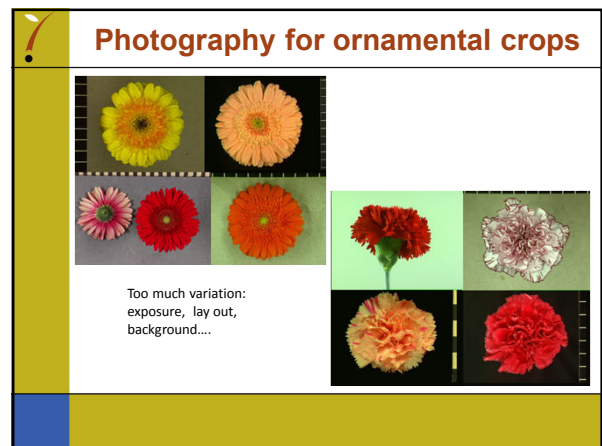 Photography for ornamental crops
Too much variation:
exposure, lay out,
background....